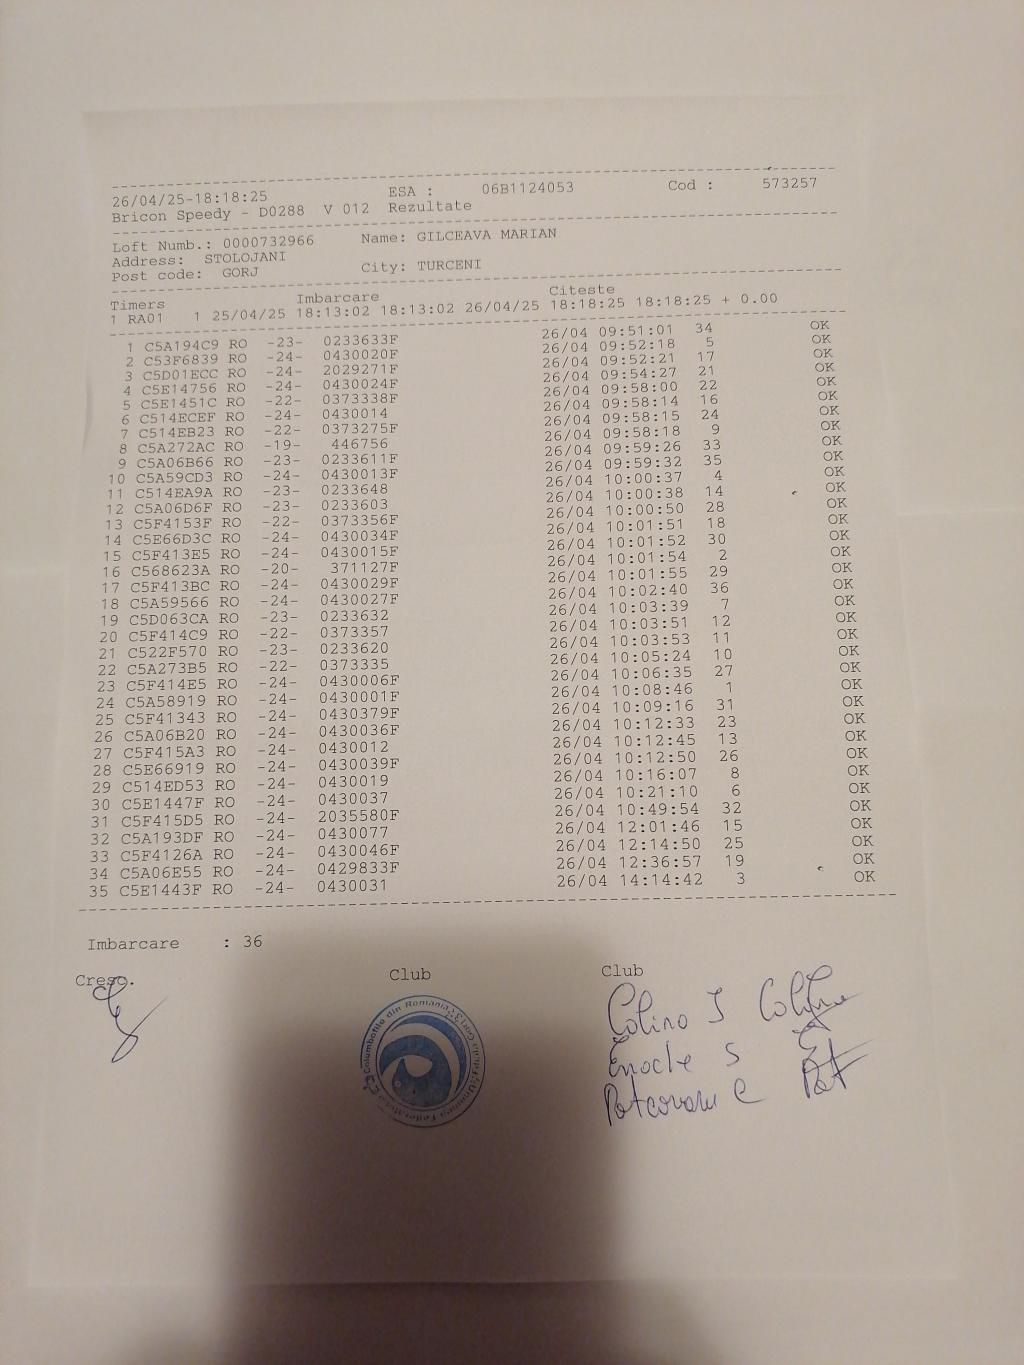 26/04/25-18:18:25 ESA : 06B1124053 Cod : 573257
Bricon Speedy - D0288 V 012 Rezultate
Loft Numb.: 0000732966 Name: GILCEAVA MARIAN
Address: STOLOJANI
Post code: GORJ City: TURCENI
Timers Imbarcare Citeste
1 RA01 1 25/04/25 18:13:02 18:13:02 26/04/25 18:18:25 18:18:25 + 0.00
1 C5A194C9 RO -23- 0233633F 26/04 09:51:01 34 OK
2 C53F6839 RO -24- 0430020F 26/04 09:52:18 5 OK
3 C5D01ECC RO -24- 2029271F 26/04 09:52:21 17 OK
4 C5E14756 RO -24- 0430024F 26/04 09:54:27 21 OK
5 C5E1451C RO -22- 0373338F 26/04 09:58:00 22 OK
6 C514ECEF RO -24- 0430014 26/04 09:58:14 16 OK
7 C514EB23 RO -22- 0373275F 26/04 09:58:15 24 OK
8 C5A272AC RO -19- 446756 26/04 09:58:18 9 OK
9 C5A06B66 RO -23- 0233611F 26/04 09:59:26 33 OK
10 C5A59CD3 RO -24- 0430013F 26/04 09:59:32 35 OK
11 C514EA9A RO -23- 0233648 26/04 10:00:37 4 OK
12 C5A06D6F RO -23- 0233603 26/04 10:00:38 14 OK
13 C5F4153F RO -22- 0373356F 26/04 10:00:50 28 OK
14 C5E66D3C RO -24- 0430034F 26/04 10:01:51 18 OK
15 C5F413E5 RO -24- 0430015F 26/04 10:01:52 30 OK
16 C568623A RO -20- 371127F 26/04 10:01:54 2 OK
17 C5F413BC RO -24- 0430029F 26/04 10:01:55 29 OK
18 C5A59566 RO -24- 0430027F 26/04 10:02:40 36 OK
19 C5D063CA RO -23- 0233632 26/04 10:03:39 7 OK
20 C5F414C9 RO -22- 0373357 26/04 10:03:51 12 OK
21 C522F570 RO -23- 0233620 26/04 10:03:53 11 OK
22 C5A273B5 RO -22- 0373335 26/04 10:05:24 10 OK
23 C5F414E5 RO -24- 0430006F 26/04 10:06:35 27 OK
24 C5A58919 RO -24- 0430001F 26/04 10:08:46 1 OK
25 C5F41343 RO -24- 0430379F 26/04 10:09:16 31 OK
26 C5A06B20 RO -24- 0430036F 26/04 10:12:33 23 OK
27 C5F415A3 RO -24- 0430012 26/04 10:12:45 13 OK
28 C5E66919 RO -24- 0430039F 26/04 10:12:50 26 OK
29 C514ED53 RO -24- 0430019 26/04 10:16:07 8 OK
30 C5E1447F RO -24- 0430037 26/04 10:21:10 6 OK
31 C5F415D5 RO -24- 2035580F 26/04 10:49:54 32 OK
32 C5A193DF RO -24- 0430077 26/04 12:01:46 15 OK
33 C5F4126A RO -24- 0430046F 26/04 12:14:50 25 OK
34 C5A06E55 RO -24- 0429833F 26/04 12:36:57 19 OK
35 C5E1443F RO -24- 0430031 26/04 14:14:42 3 OK
Imbarcare : 36
Cresc. Club Club
Enache S